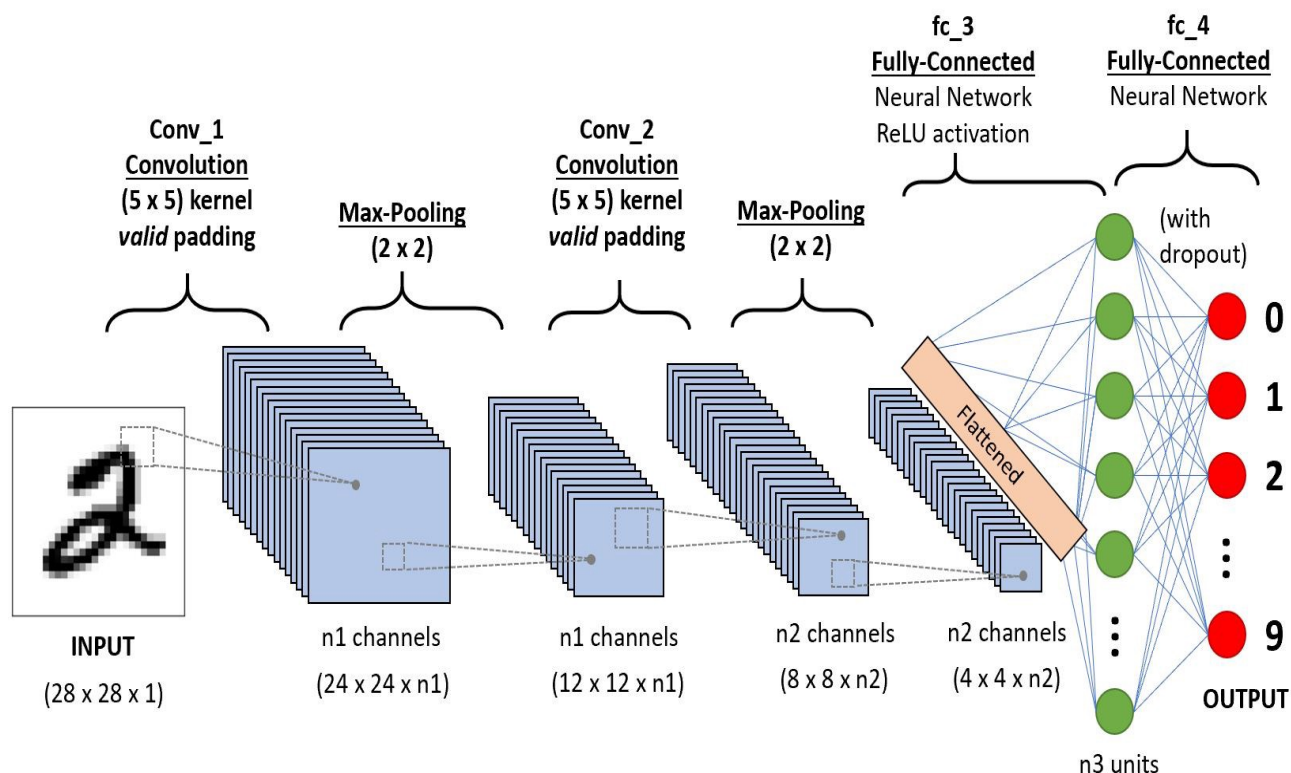 fc_3
Fully-Connected
Neural Network
ReLU activation
fc_4
Fully-Connected
Neural Network
Conv_1
Convolution
(5 x 5) kernel
valid padding
Max-Pooling
(2 x 2)
Conv_2
Convolution
(5 x 5) kernel
valid padding
Max-Pooling
(2 x 2)
(with
dropout)
Flattened
0
1
2
9
INPUT
(28 x 28 x 1)
n1 channels
(24 x 24 x n1)
n1 channels
(12 x 12 x n1)
n2 channels
(8 x 8 x n2)
n2 channels
(4 x 4 x n2)
OUTPUT
n3 units
2